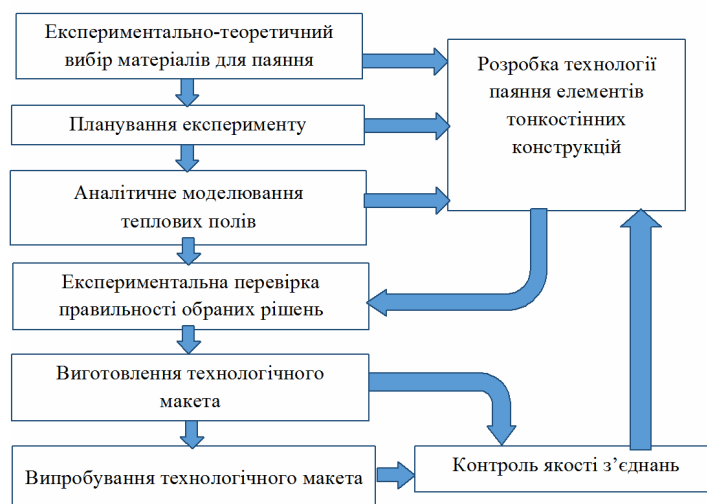 Експериментально-теоретичний
вибір матеріалів для паяння
Розробка технології
паяння елементів
тонкостінних
конструкцій
Планування експерименту
Аналітичне моделювання
теплових полів
Експериментальна перевірка
правильності обраних рішень
Виготовлення технологічного
макета
Випробування технологічного макета
Контроль якості з’єднань